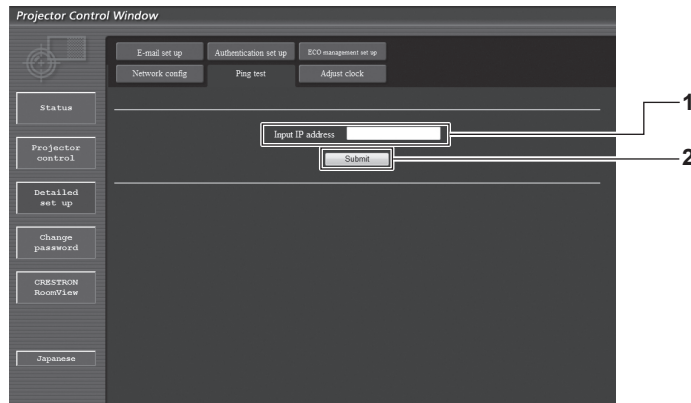 Projector Control Window
E-mail set up
Authentication set up
ECO management set up
Network config
Ping test
Adjust clock
Status
Projector
control
Detailed
set up
Change
password
CRESTRON
RoomView
Japanese
Input IP address
Submit
1
2